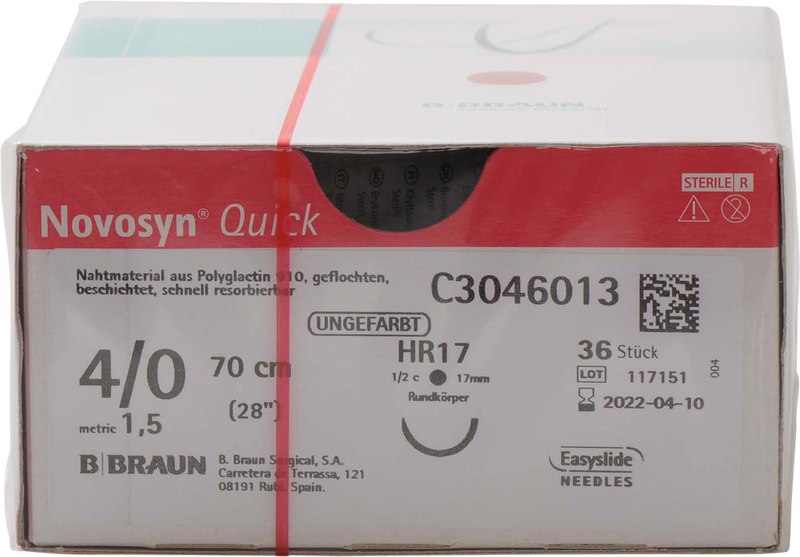 B|BRAUN
STERILE R
Novosyn® Quick
Nahtmaterial aus Polyglactin 910, geflochten,
beschichtet, schnell resorbierbar
C3046013
UNGEFARBT
4/0 70 cm
(28")
metric 1,5
HR17
1/2 c 17mm
Rundkörper
36 Stück
LOT 117151
2022-04-10
004
B|BRAUN
B. Braun Surgical, S.A.
Carretera de Terrassa, 121
08191 Rubi. Spain.
Easyslide
NEEDLES